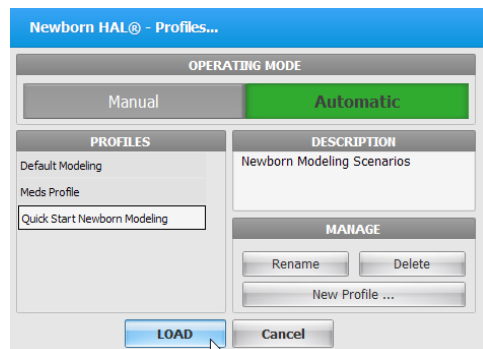 Newborn HAL® - Profiles...
OPERATING MODE
Manual
Automatic
PROFILES
Default Modeling
Meds Profile
Quick Start Newborn Modeling
DESCRIPTION
Newborn Modeling Scenarios
MANAGE
Rename
Delete
New Profile ...
LOAD
Cancel